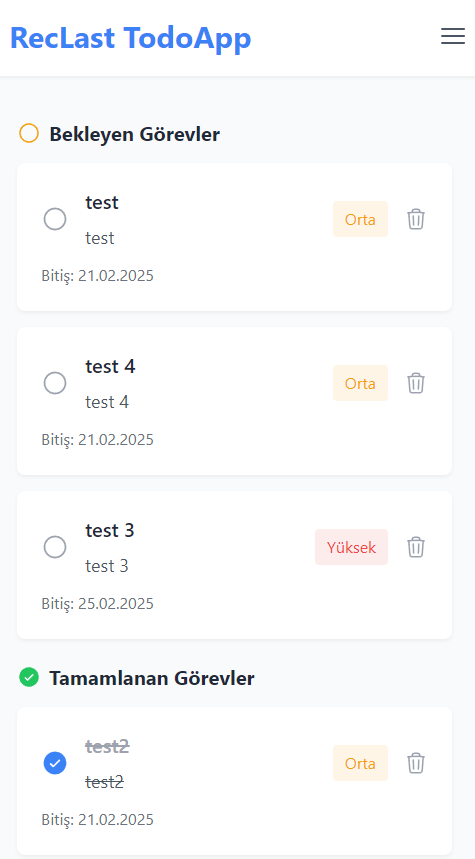 RecLast TodoApp
Bekleyen Görevler
test
Orta
test
Bitiş: 21.02.2025
test 4
Orta
test 4
Bitiş: 21.02.2025
test 3
Yüksek
test 3
Bitiş: 25.02.2025
Tamamlanan Görevler
test2
Orta
test2
Bitiş: 21.02.2025